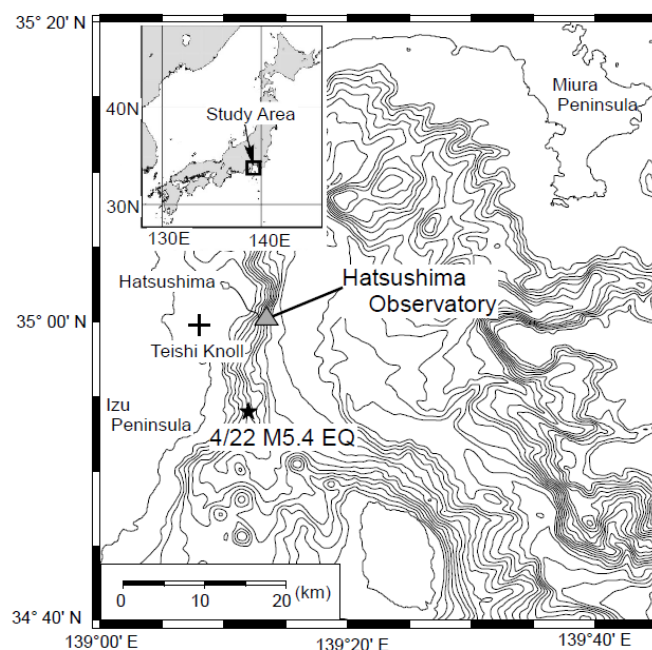 35° 20' N
40N
30N
130E
140E
Study Area
Miura
Peninsula
Hatsushima
Hatsushima
Observatory
35° 00' N
Teishi Knoll
Izu
Peninsula
4/22 M5.4 EQ
0
10
20
(km)
34° 40' N
139°00' E
139°20' E
139°40' E